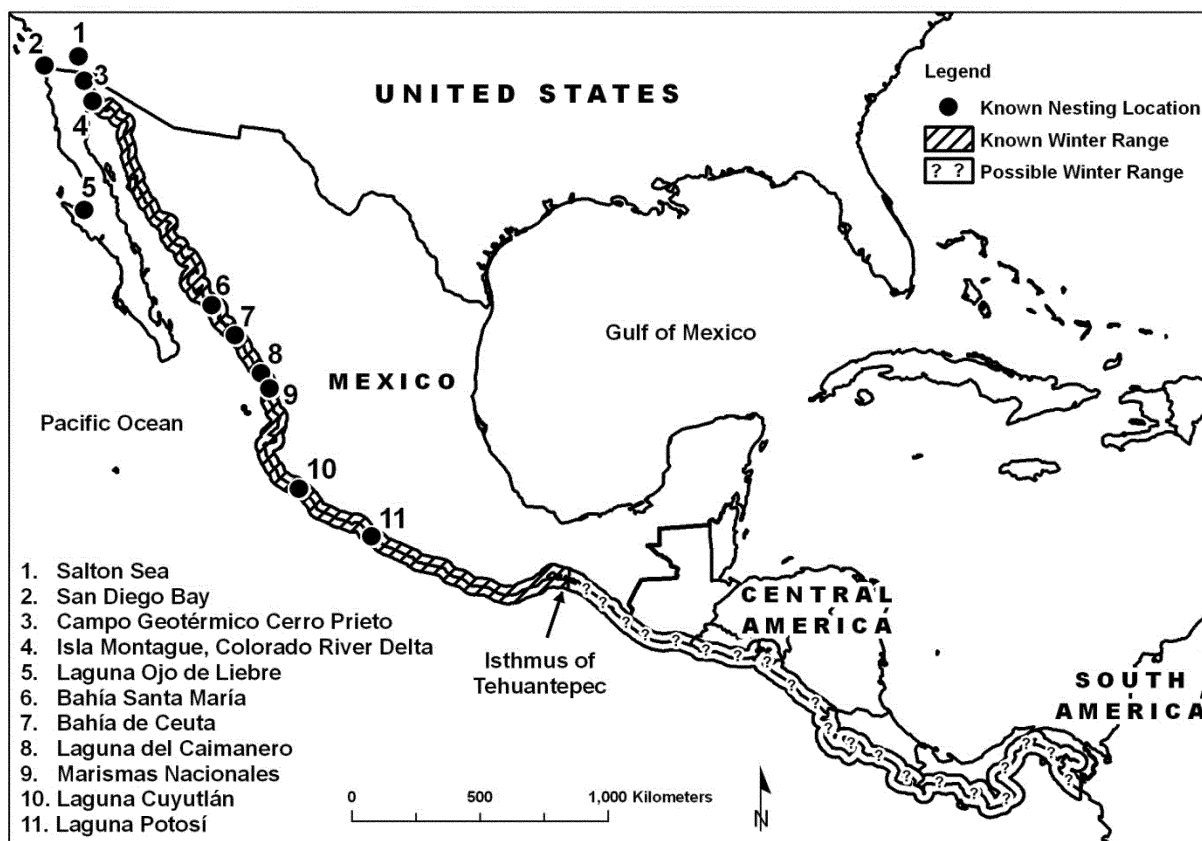 1
2
3
4
5
6
7
8
9
10
11
UNITED STATES
Legend
Known Nesting Location
Known Winter Range
? ? Possible Winter Range
Gulf of Mexico
MEXICO
Pacific Ocean
CENTRAL
AMERICA
SOUTH
AMERICA
Isthmus of
Tehuantepec
1. Salton Sea
2. San Diego Bay
3. Campo Geotérmico Cerro Prieto
4. Isla Montague, Colorado River Delta
5. Laguna Ojo de Liebre
6. Bahía Santa María
7. Bahía de Ceuta
8. Laguna del Caimanero
9. Marismas Nacionales
10. Laguna Cuyutlán
11. Laguna Potosí
0 500 1,000 Kilometers
N